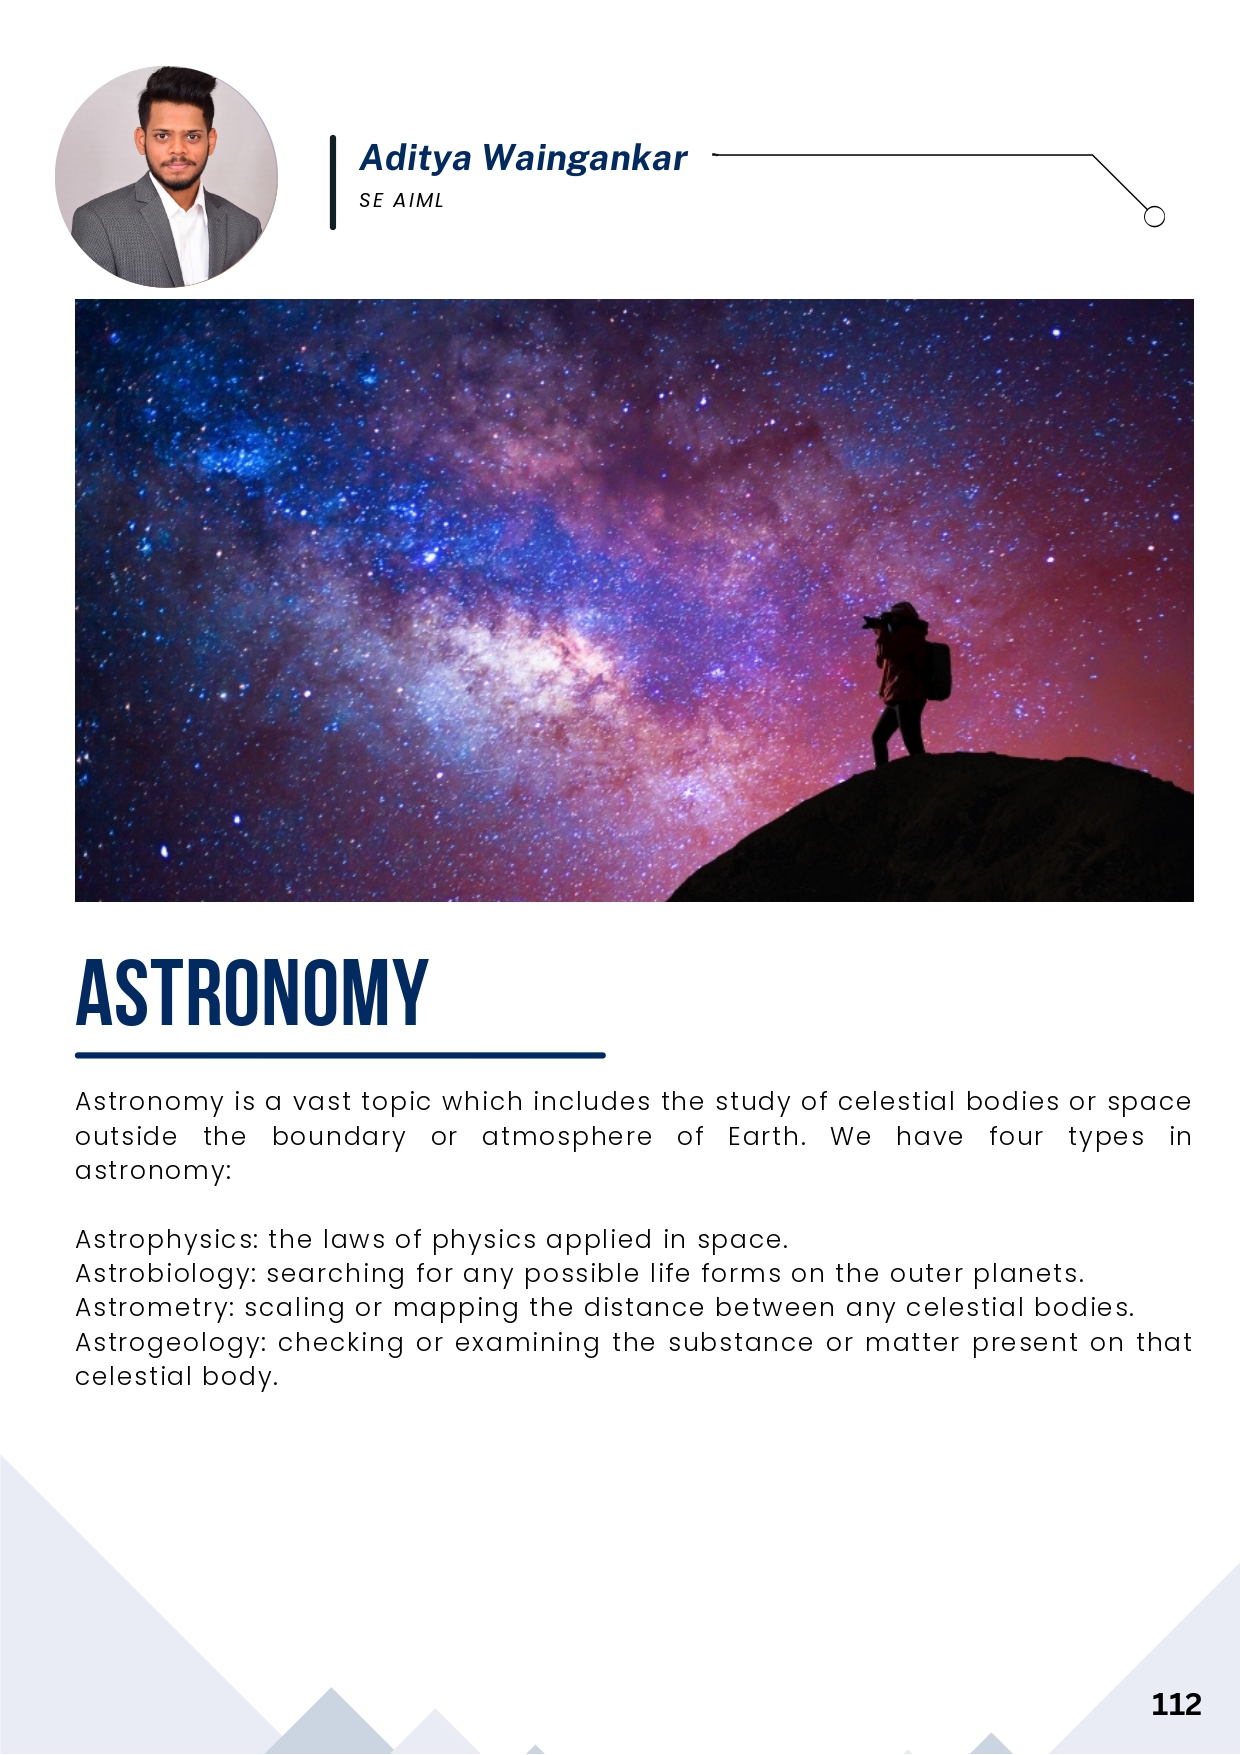 Aditya Waingankar
SE AIML
ASTRONOMY
Astronomy is a vast topic which includes the study of celestial bodies or space
outside the boundary or atmosphere of Earth. We have four types in
astronomy:
Astrophysics: the laws of physics applied in space.
Astrobiology: searching for any possible life forms on the outer planets.
Astrometry: scaling or mapping the distance between any celestial bodies.
Astrogeology: checking or examining the substance or matter present on that
celestial body.
112